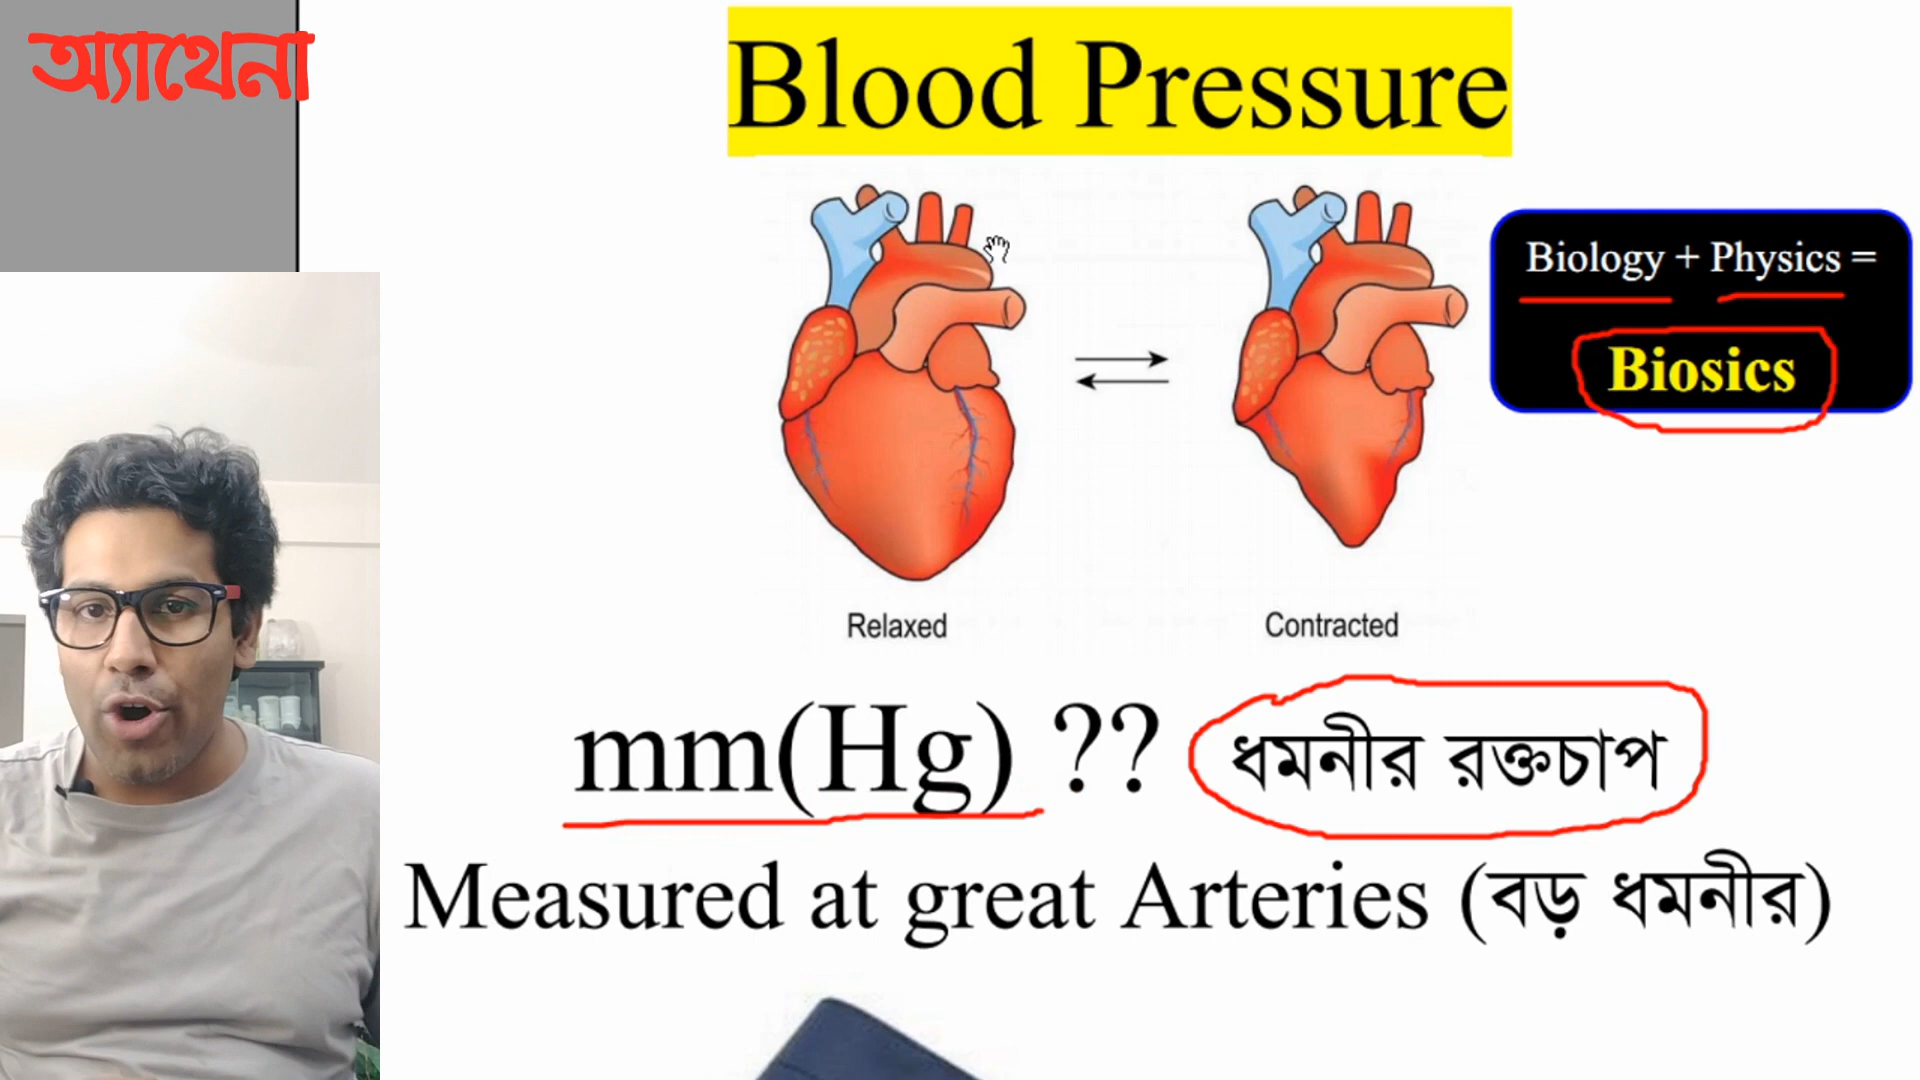 অ্যাথেনা
Blood Pressure
Biology + Physics =
Biosics
Relaxed
Contracted
mm(Hg) ?? ধমনীর রক্তচাপ
Measured at great Arteries (বড় ধমনীর)